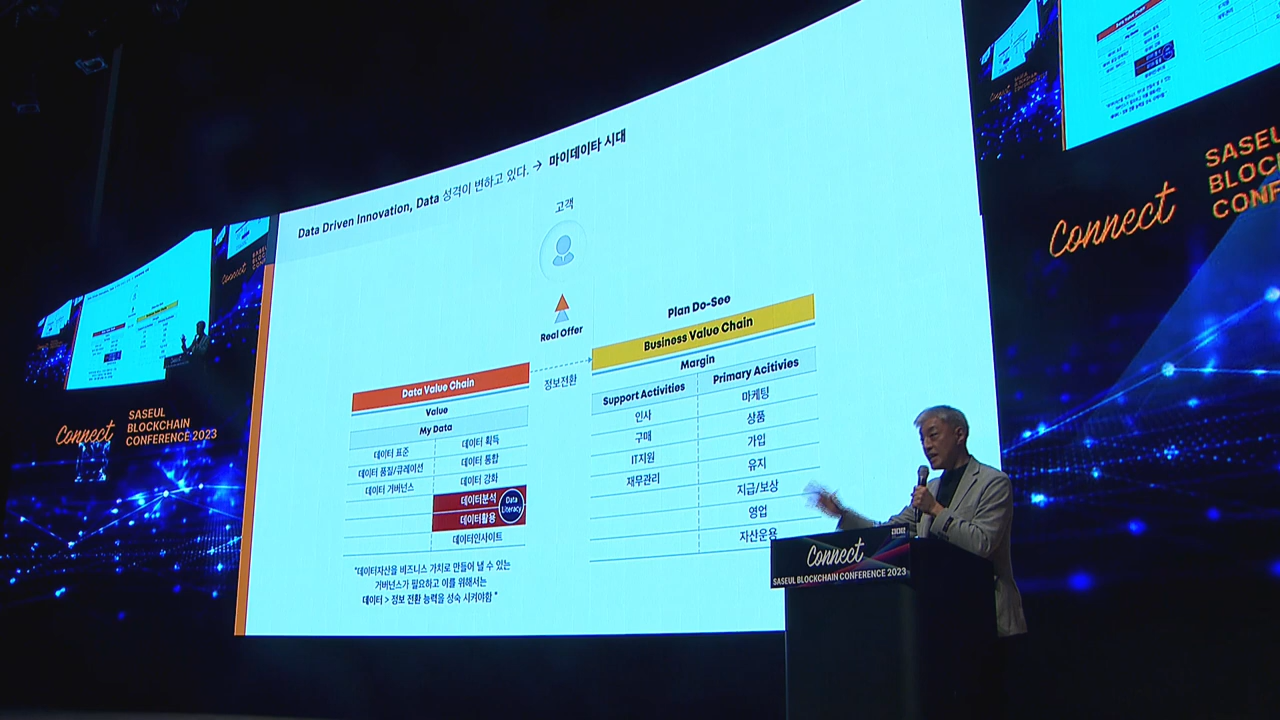 Data Driven Innovation, Data 성격이 변하고 있다. → 마이데이타 시대
고객
Real Offer
정보전환
Data Value Chain
Value
My Data
데이터 표준
데이터 획득
데이터 품질/큐레이션
데이터 통합
데이터 거버넌스
데이터 강화
데이터분석
데이터활용
Data
Literacy
데이터인사이트
"데이터자산을 비즈니스 가치로 만들어 낼 수 있는
거버넌스가 필요하고 이를 위해서는
데이터 > 정보 전환 능력을 성숙 시켜야함 "
Plan Do-See
Business Value Chain
Margin
Support Activities
Primary Acitivies
인사
마케팅
구매
상품
IT지원
가입
재무관리
유지
지급/보상
영업
자산운용
Connect
SASEUL
BLOCKCHAIN
CONFERENCE 2023
Connect
Connect
SASEUL BLOCKCHAIN CONFERENCE 2023